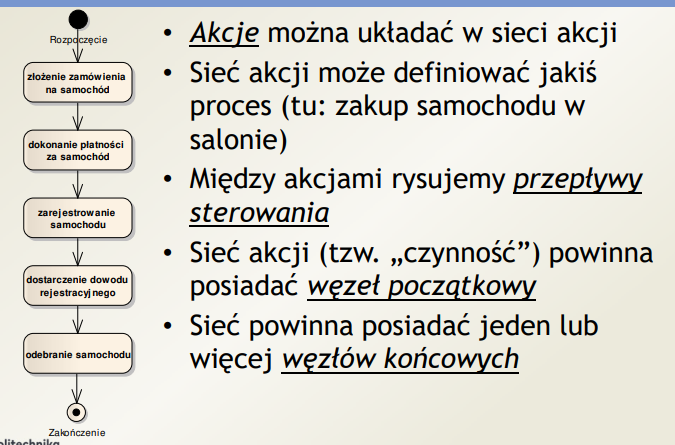 Rozpoczęcie
złożenie zamówienia
na samochód
dokonanie płatności
za samochód
zarejestrowanie
samochodu
dostarczenie dowodu
rejestracyjnego
odebranie samochodu
Zakończenie
• Akcje można układać w sieci akcji
• Sieć akcji może definiować jakiś
proces (tu: zakup samochodu w
salonie)
• Między akcjami rysujemy przepływy
sterowania
• Sieć akcji (tzw. „czynność”) powinna
posiadać węzeł początkowy
• Sieć powinna posiadać jeden lub
więcej węzłów końcowych